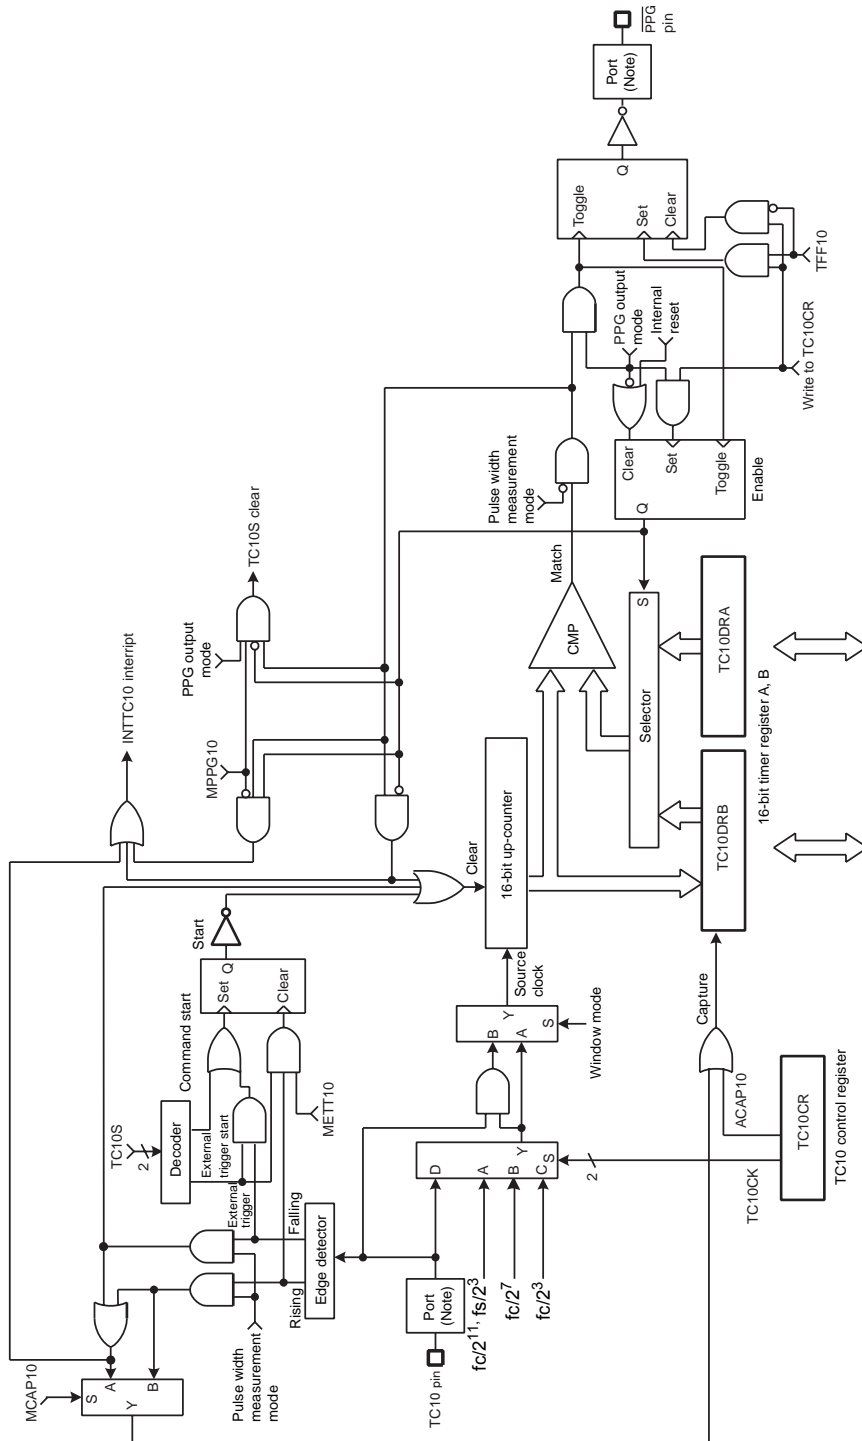 MCAP10
S
A
B
Y
Pulse width
measurement
mode
TC10S
2
Decoder
External
trigger start
External
trigger
Command start
METT10
Falling
Rising
Edge detector
Set
Q
Clear
Start
INTTC10 interript
MPPG10
PPG output
mode
TC10S clear
Clear
TC10 pin
Port
(Note)
fc/2¹¹, fs/2³
fc/2⁷
fc/2³
D
A
B
C
S
Y
2
B
A
Y
S
Window mode
Source
clock
16-bit up-counter
CMP
Match
Pulse width
measurement
mode
PPG output
mode
Internal
reset
Clear
Set
Toggle
Q
Enable
Write to TC10CR
TFF10
Toggle
Set
Clear
Q
Port
(Note)
PPG
pin
Selector
S
TC10DRB
TC10DRA
16-bit timer register A, B
Capture
ACAP10
TC10CK
TC10CR
TC10 control register